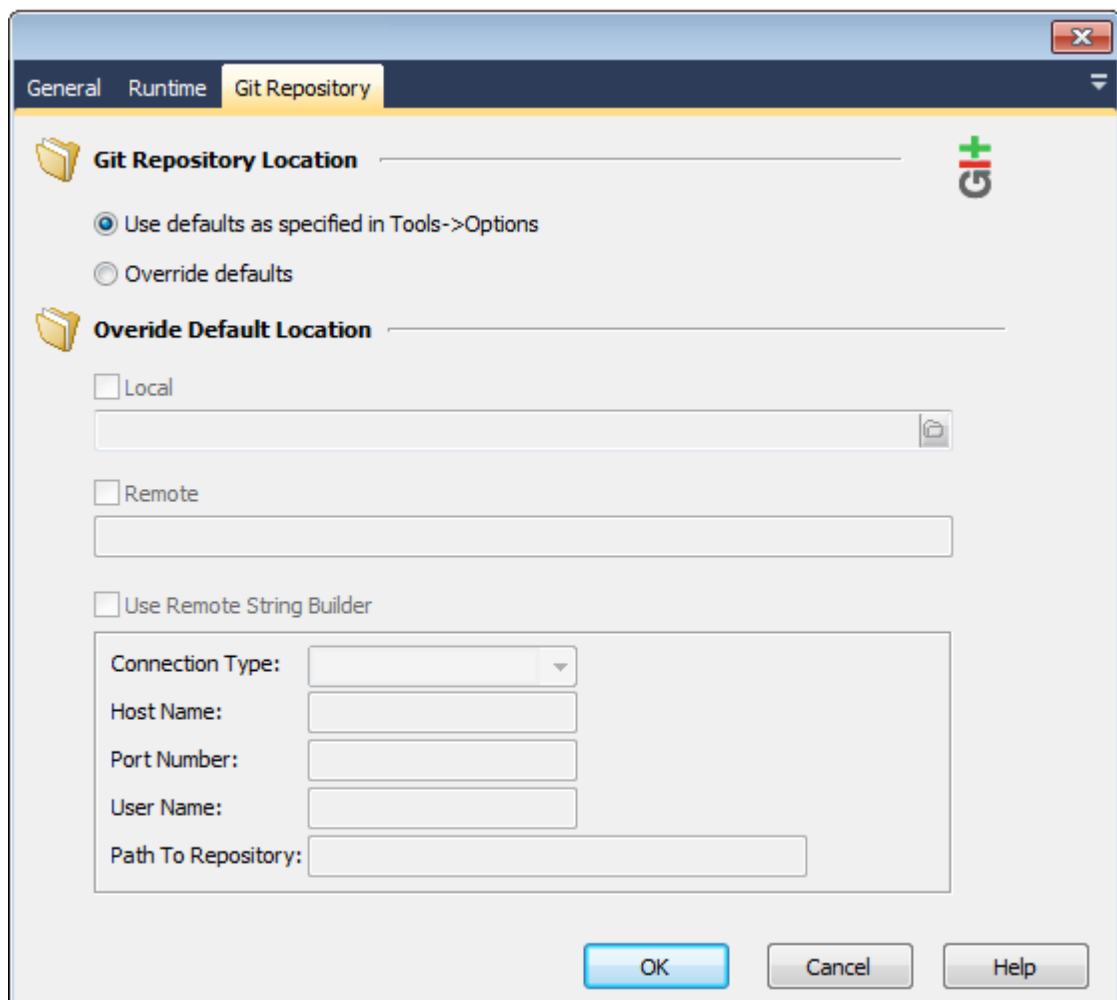 General Runtime Git Repository
Git Repository Location
GIt
Use defaults as specified in Tools->Options
Override defaults
Overide Default Location
Local
Remote
Use Remote String Builder
Connection Type:
Host Name:
Port Number:
User Name:
Path To Repository:
OK Cancel Help